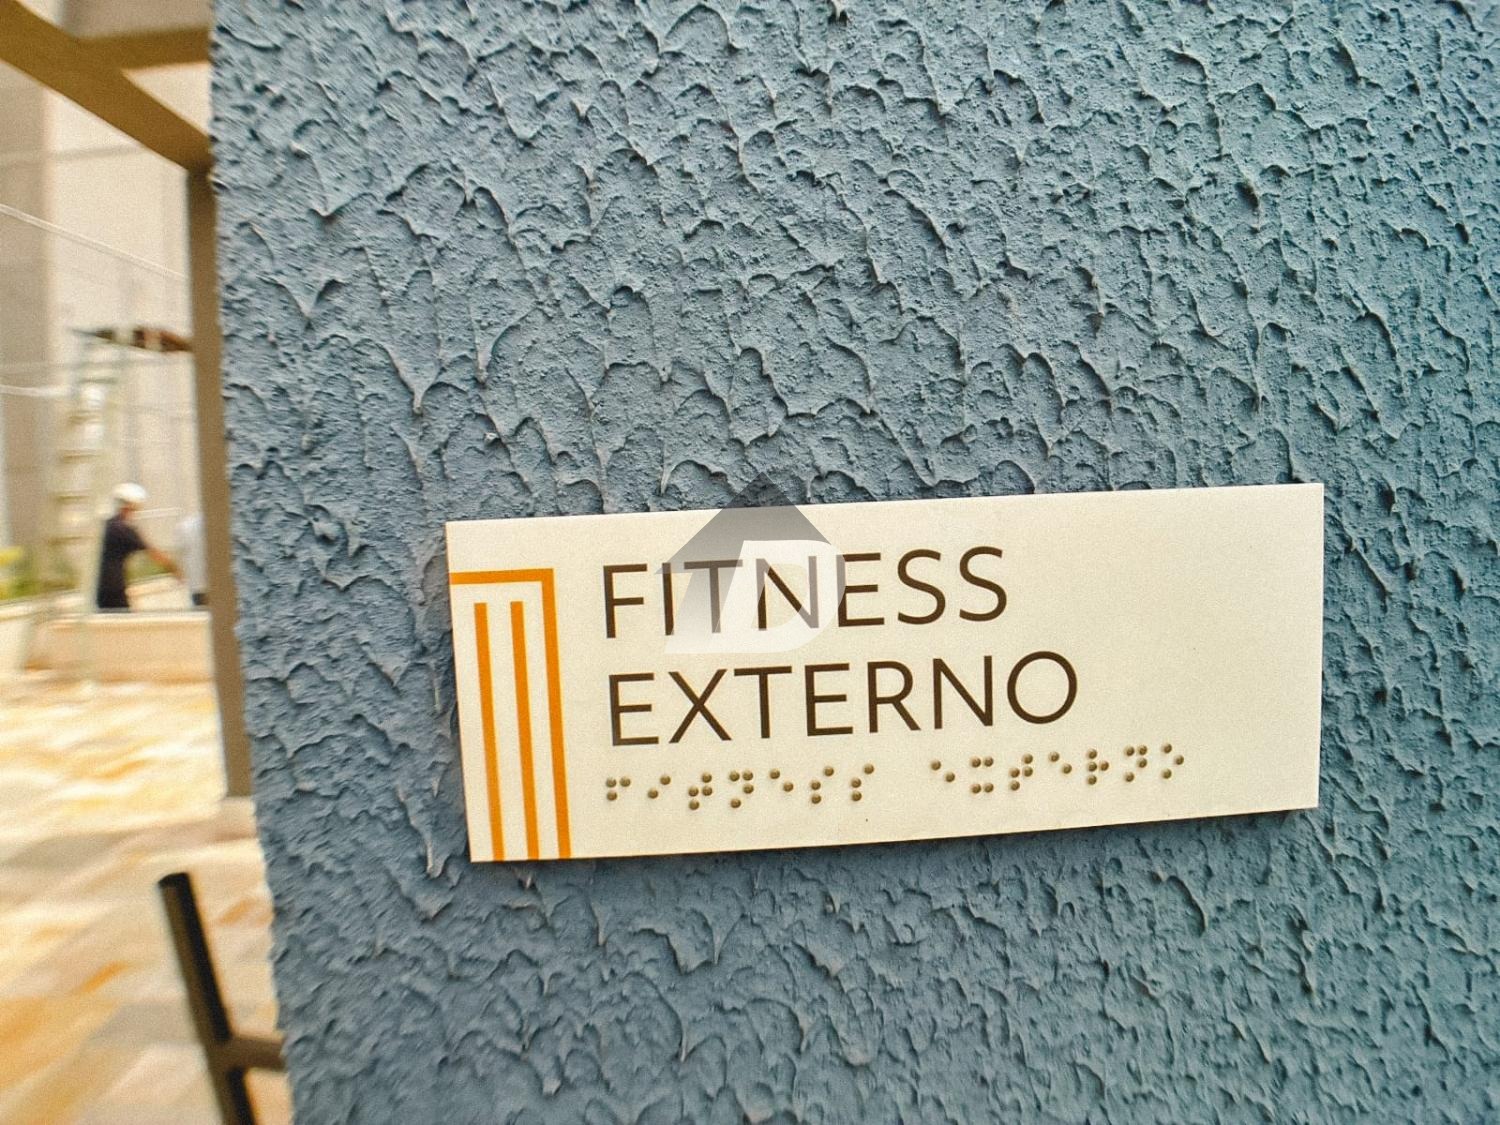 FITNESS
EXTERNO
⠋⠊⠞⠝⠑⠎⠎ ⠑⠭⠞⠑⠗⠝⠕